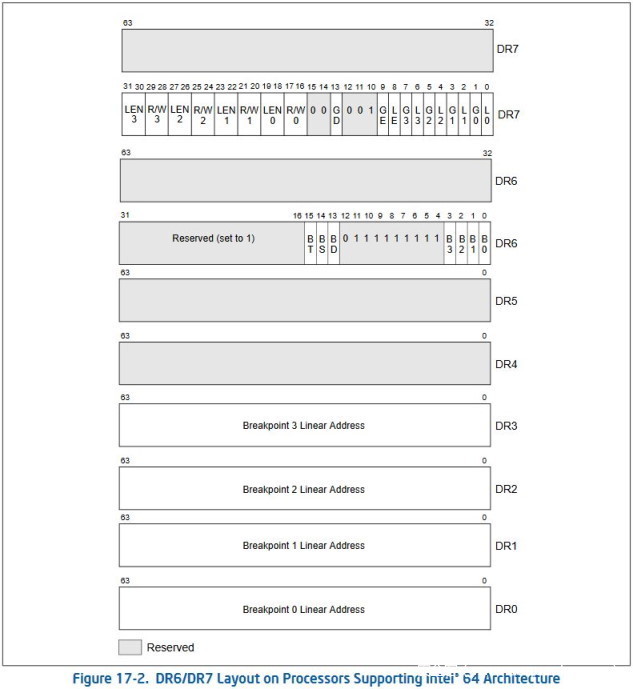 63 32
DR7
31 30 29 28 27 26 25 24 23 22 21 20 19 18 17 16 15 14 13 12 11 10 9 8 7 6 5 4 3 2 1 0
LEN 3 R/W 3 LEN 2 R/W 2 LEN 1 R/W 1 LEN 0 R/W 0 0 0 G D 0 0 1 G E L E G 3 L 3 G 2 L 2 G 1 L 1 G 0 L 0
DR7
63 32
DR6
31 16 15 14 13 12 11 10 9 8 7 6 5 4 3 2 1 0
Reserved (set to 1) B T B S B D 0 1 1 1 1 1 1 1 1 B 3 B 2 B 1 B 0
DR6
63 0
DR5
63 0
DR4
63 0
Breakpoint 3 Linear Address
DR3
63 0
Breakpoint 2 Linear Address
DR2
63 0
Breakpoint 1 Linear Address
DR1
63 0
Breakpoint 0 Linear Address
DR0
Reserved
Figure 17-2. DR6/DR7 Layout on Processors Supporting Intel® 64 Architecture